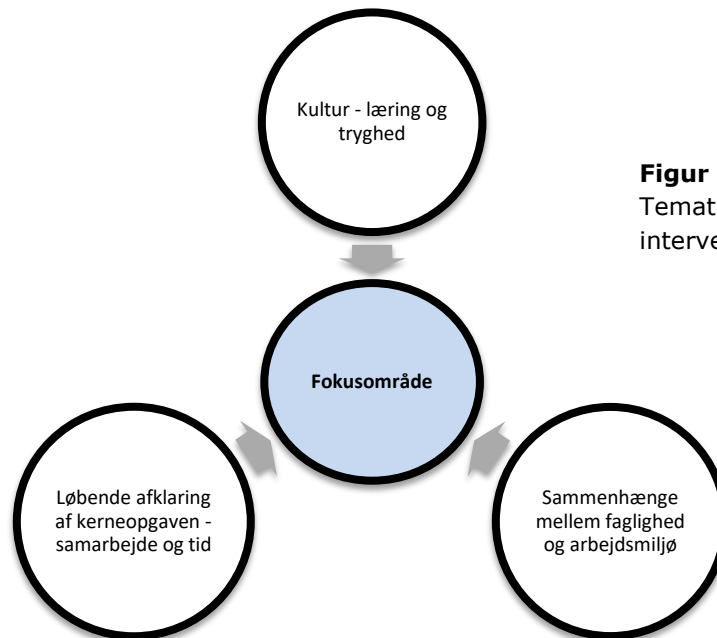 Kultur - læring og
tryghed
Figur
Temat
interve
Fokusområde
Løbende afklaring
af kerneopgaven -
samarbejde og tid
Sammenhænge
mellem faglighed
og arbejdsmiljø